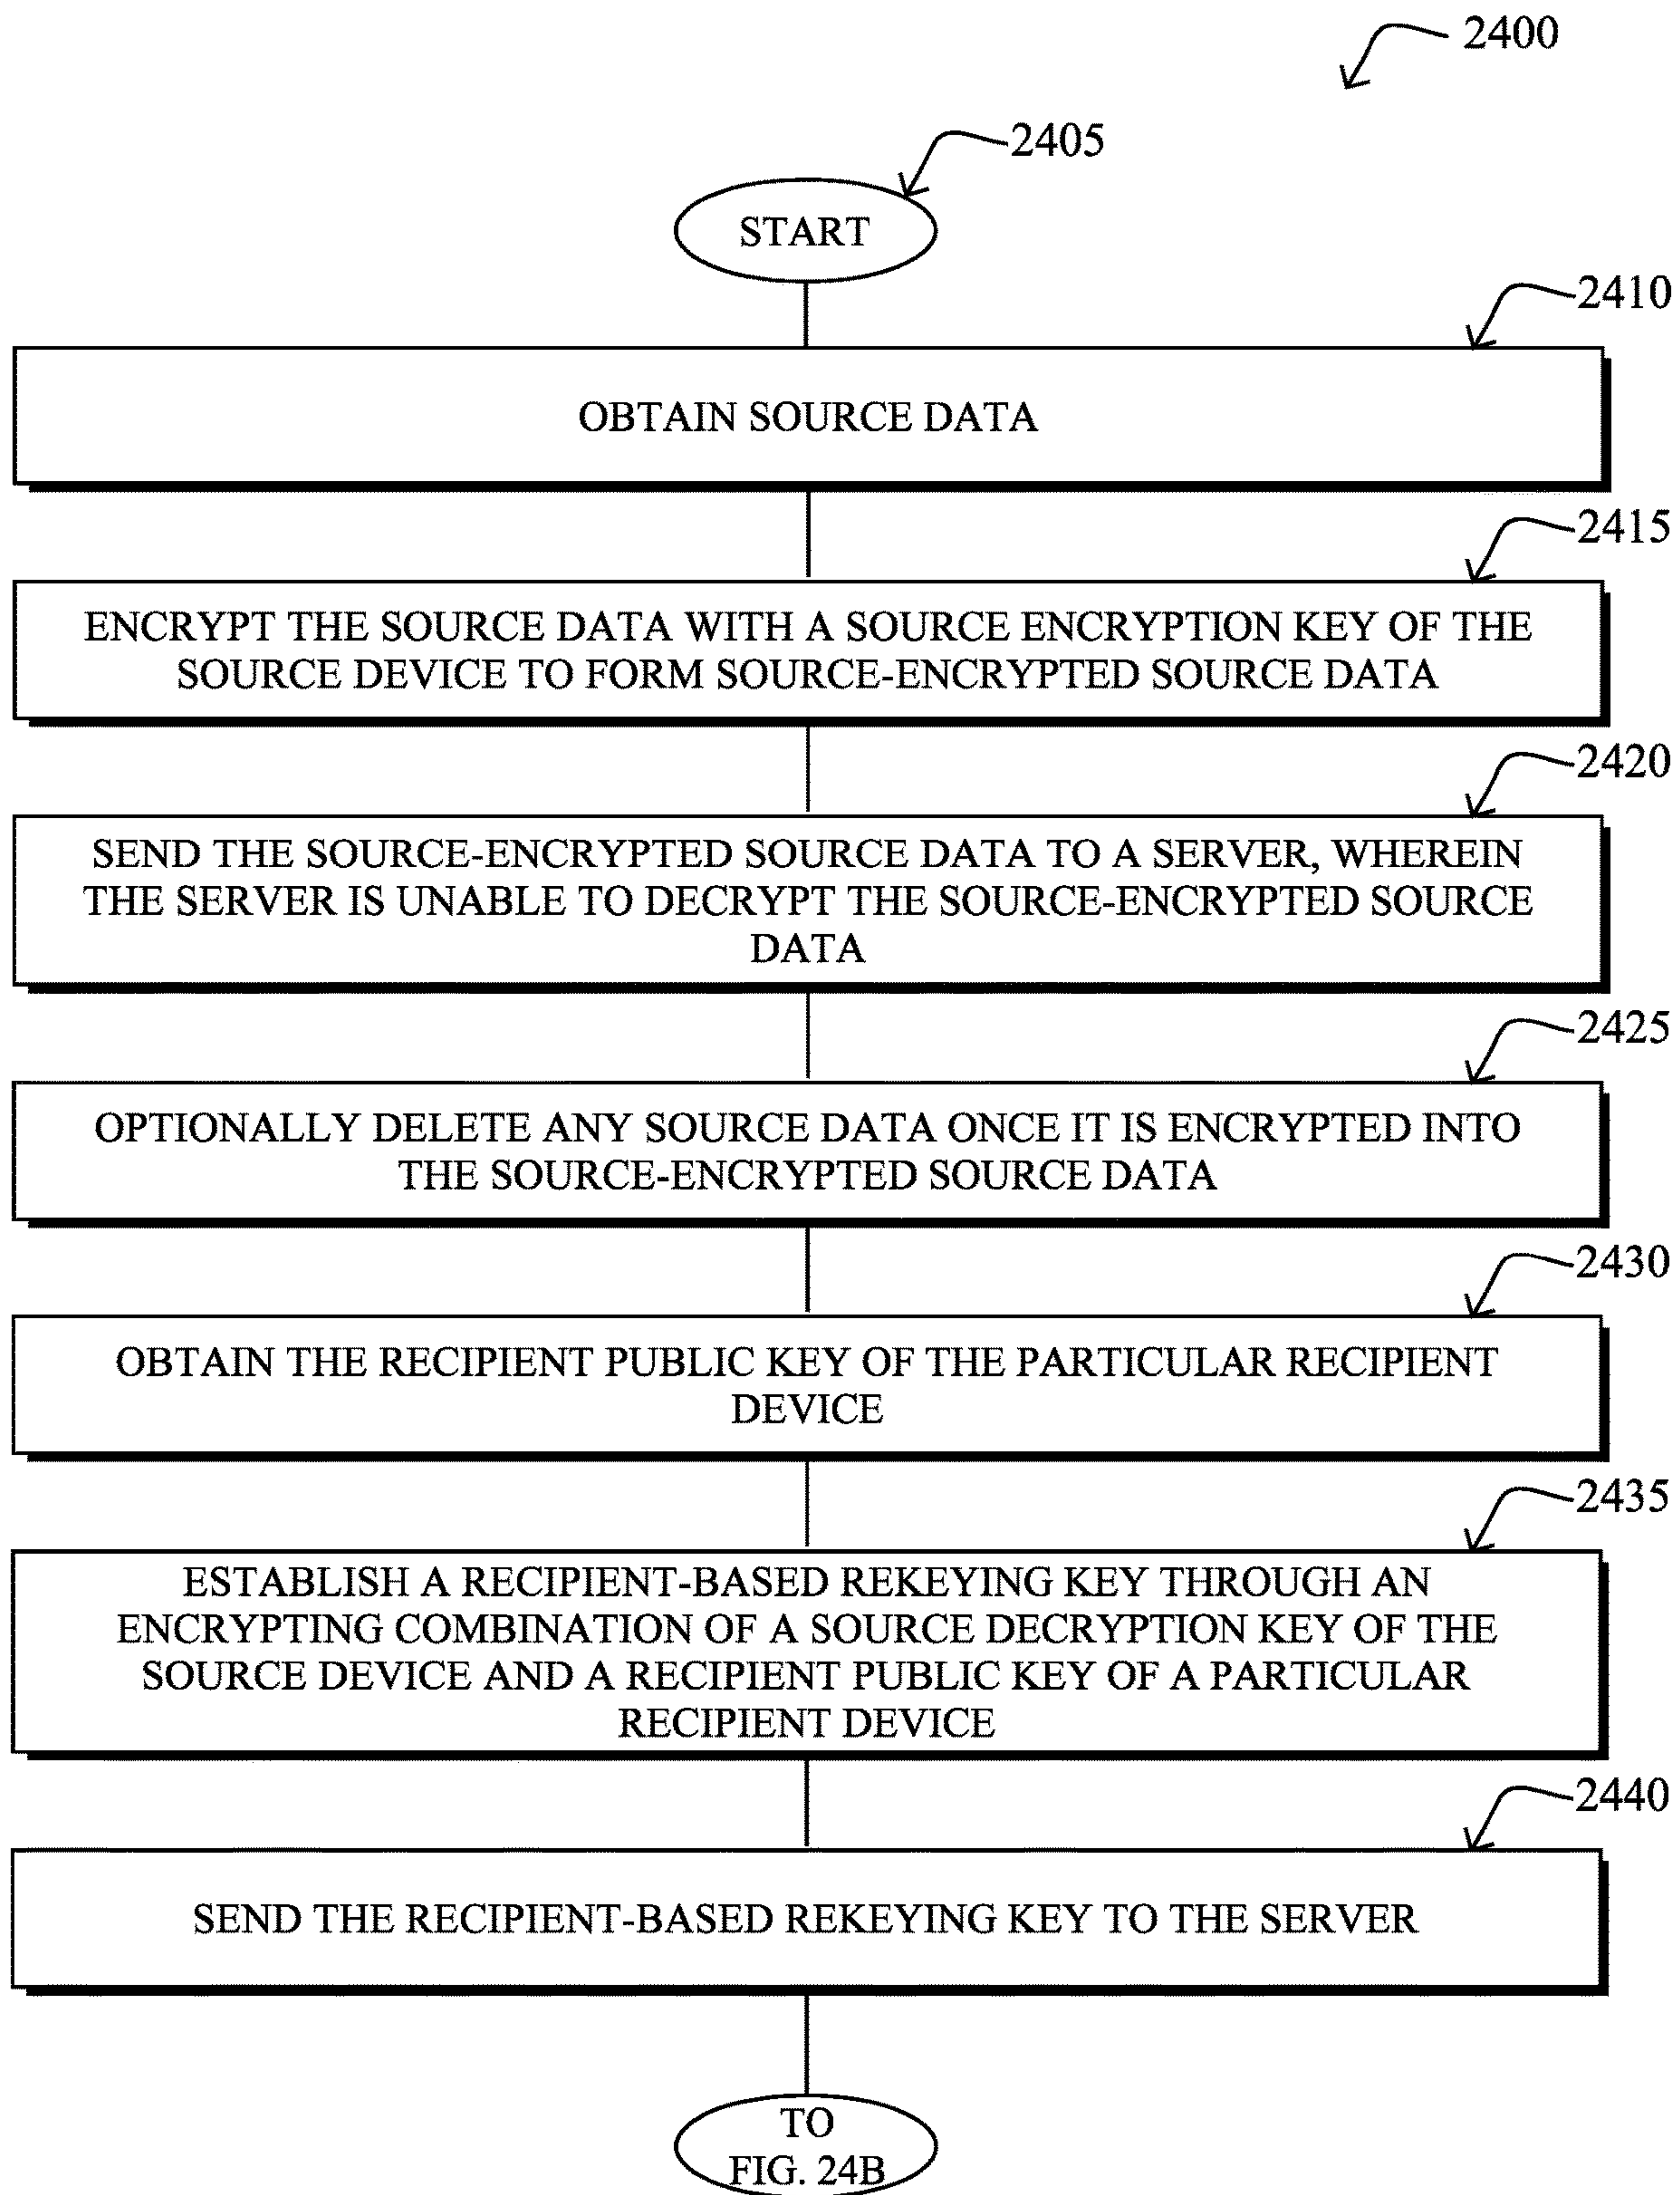 2400
2405
START
2410
OBTAIN SOURCE DATA
2415
ENCRYPT THE SOURCE DATA WITH A SOURCE ENCRYPTION KEY OF THE
SOURCE DEVICE TO FORM SOURCE-ENCRYPTED SOURCE DATA
2420
SEND THE SOURCE-ENCRYPTED SOURCE DATA TO A SERVER, WHEREIN
THE SERVER IS UNABLE TO DECRYPT THE SOURCE-ENCRYPTED SOURCE
DATA
2425
OPTIONALLY DELETE ANY SOURCE DATA ONCE IT IS ENCRYPTED INTO
THE SOURCE-ENCRYPTED SOURCE DATA
2430
OBTAIN THE RECIPIENT PUBLIC KEY OF THE PARTICULAR RECIPIENT
DEVICE
2435
ESTABLISH A RECIPIENT-BASED REKEYING KEY THROUGH AN
ENCRYPTING COMBINATION OF A SOURCE DECRYPTION KEY OF THE
SOURCE DEVICE AND A RECIPIENT PUBLIC KEY OF A PARTICULAR
RECIPIENT DEVICE
2440
SEND THE RECIPIENT-BASED REKEYING KEY TO THE SERVER
TO
FIG. 24B